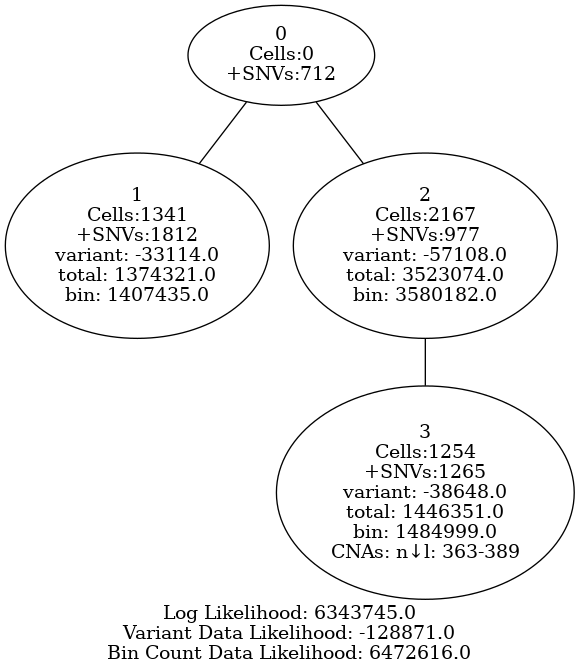 0
Cells:0
+SNVs:712
1
Cells:1341
+SNVs:1812
variant: -33114.0
total: 1374321.0
bin: 1407435.0
2
Cells:2167
+SNVs:977
variant: -57108.0
total: 3523074.0
bin: 3580182.0
3
Cells:1254
+SNVs:1265
variant: -38648.0
total: 1446351.0
bin: 1484999.0
CNAs: n↓l: 363-389
Log Likelihood: 6343745.0
Variant Data Likelihood: -128871.0
Bin Count Data Likelihood: 6472616.0